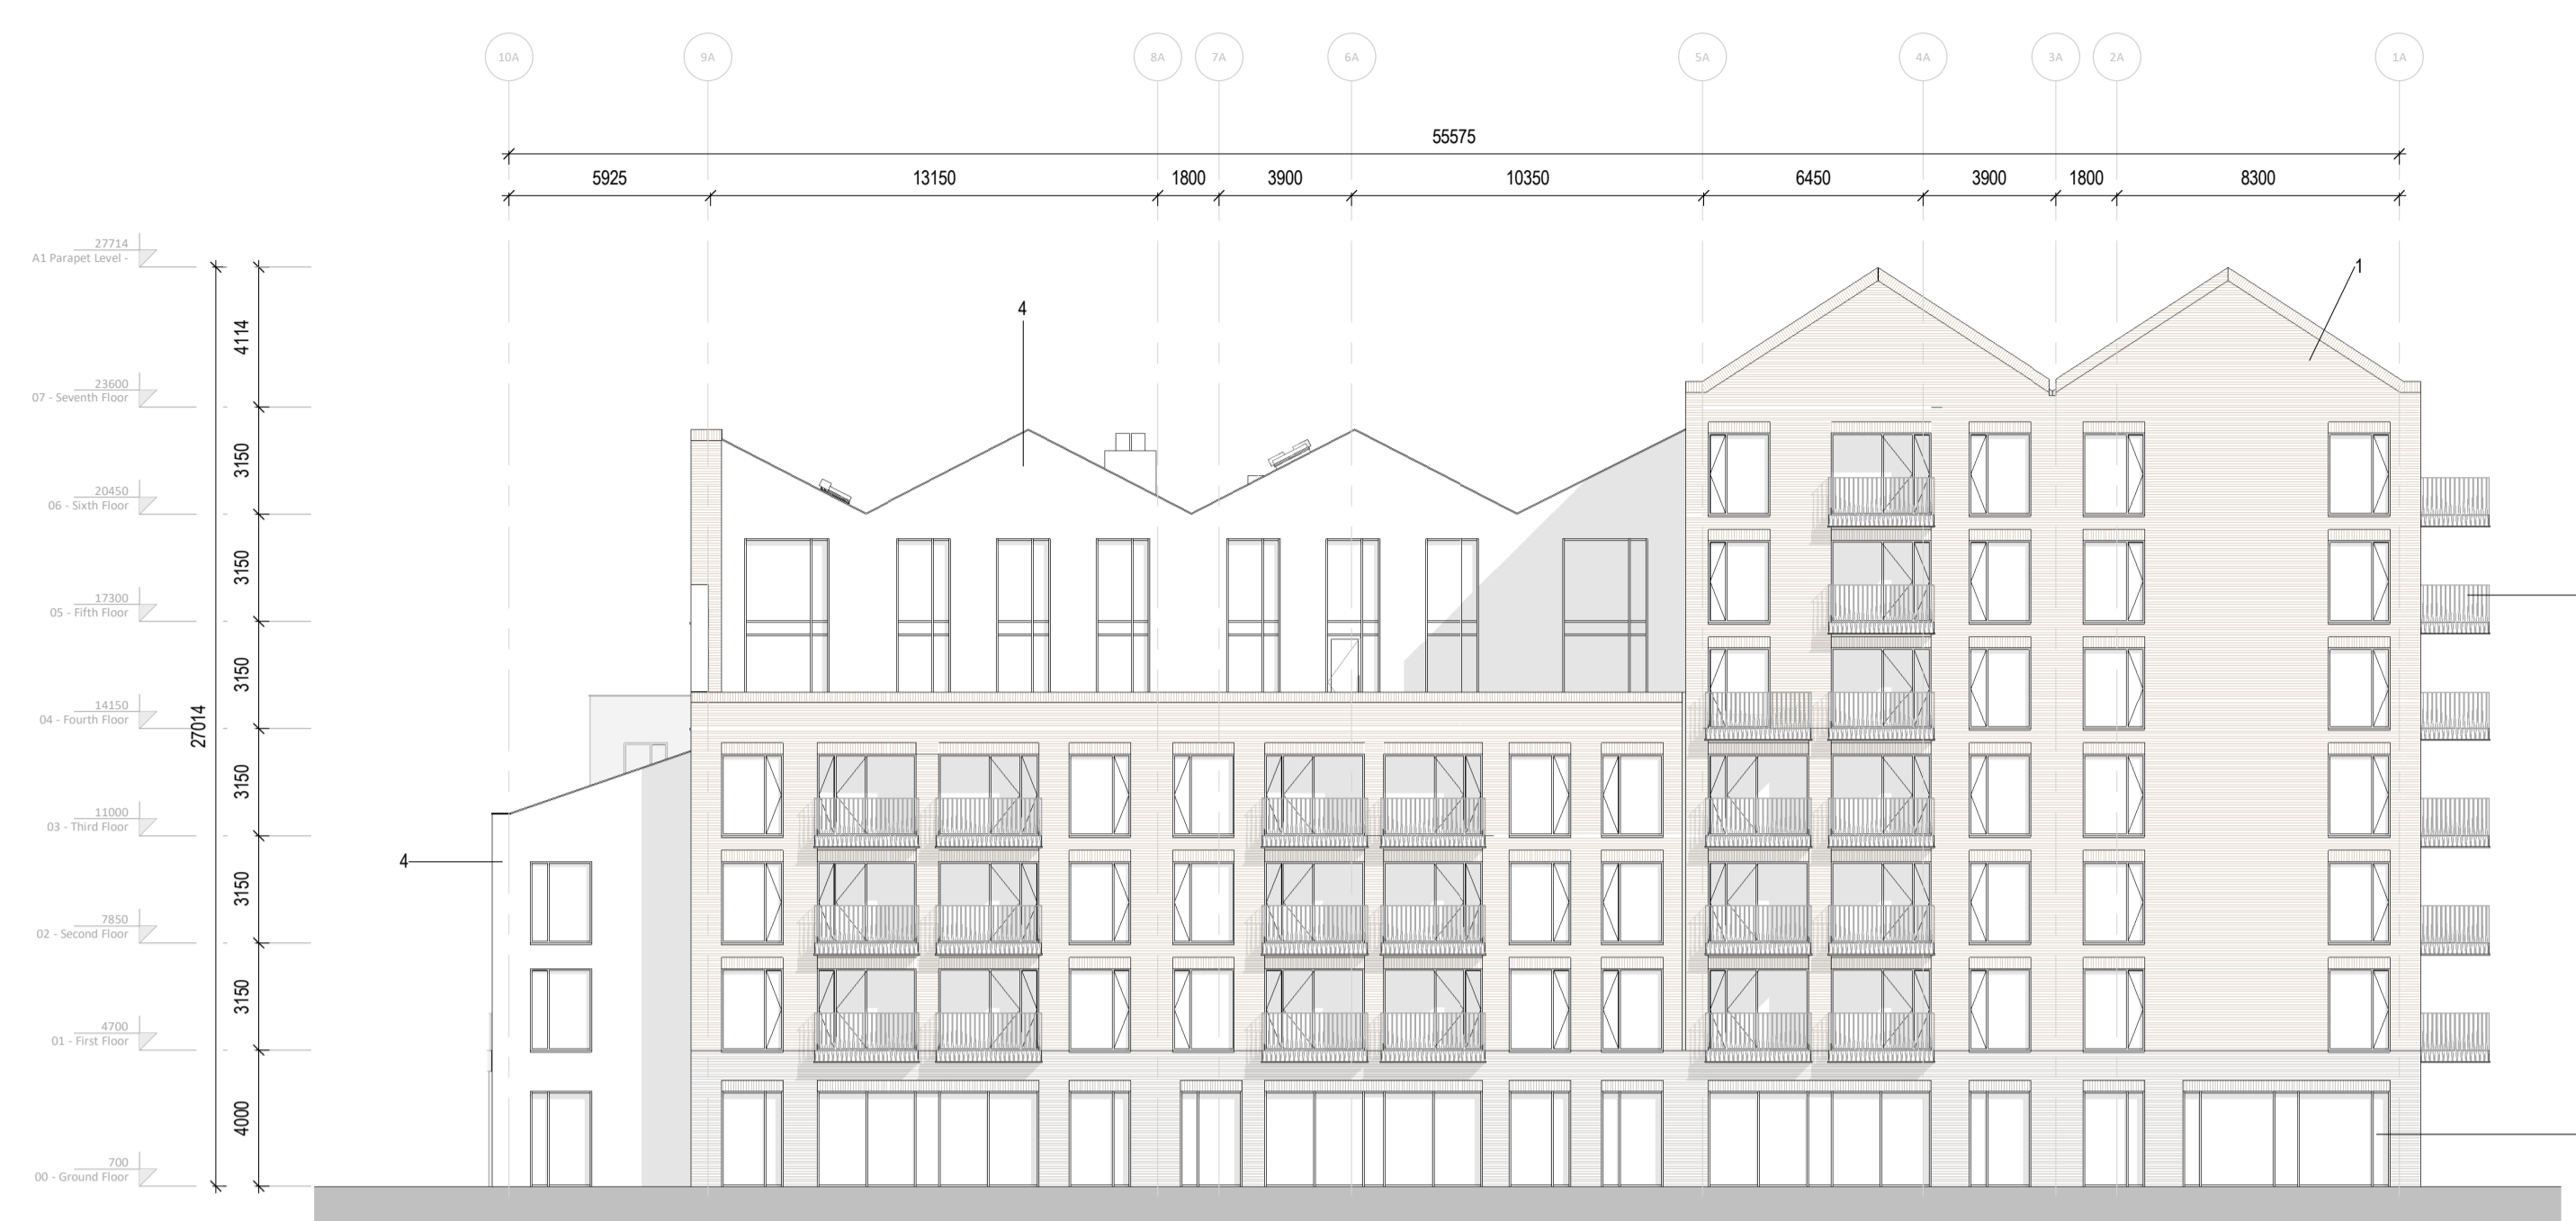 10A 9A 8A 7A 6A 5A 4A 3A 2A 1A
55575
5925 13150 1800 3900 10350 6450 3900 1800 8300
27714
A1 Parapet Level -
1
4
4114
23600
07 - Seventh Floor
3150
20450
06 - Sixth Floor
3150
17300
05 - Fifth Floor
3150
14150
04 - Fourth Floor
27014
3150
11000
03 - Third Floor
4
3150
7850
02 - Second Floor
3150
4700
01 - First Floor
4000
700
00 - Ground Floor